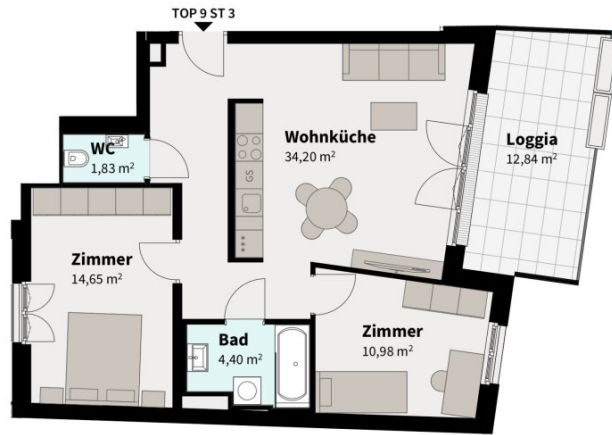 TOP 9 ST 3
WC
1,83 m²
Wohnküche
34,20 m²
Loggia
12,84 m²
GS
Zimmer
14,65 m²
Bad
4,40 m²
Zimmer
10,98 m²